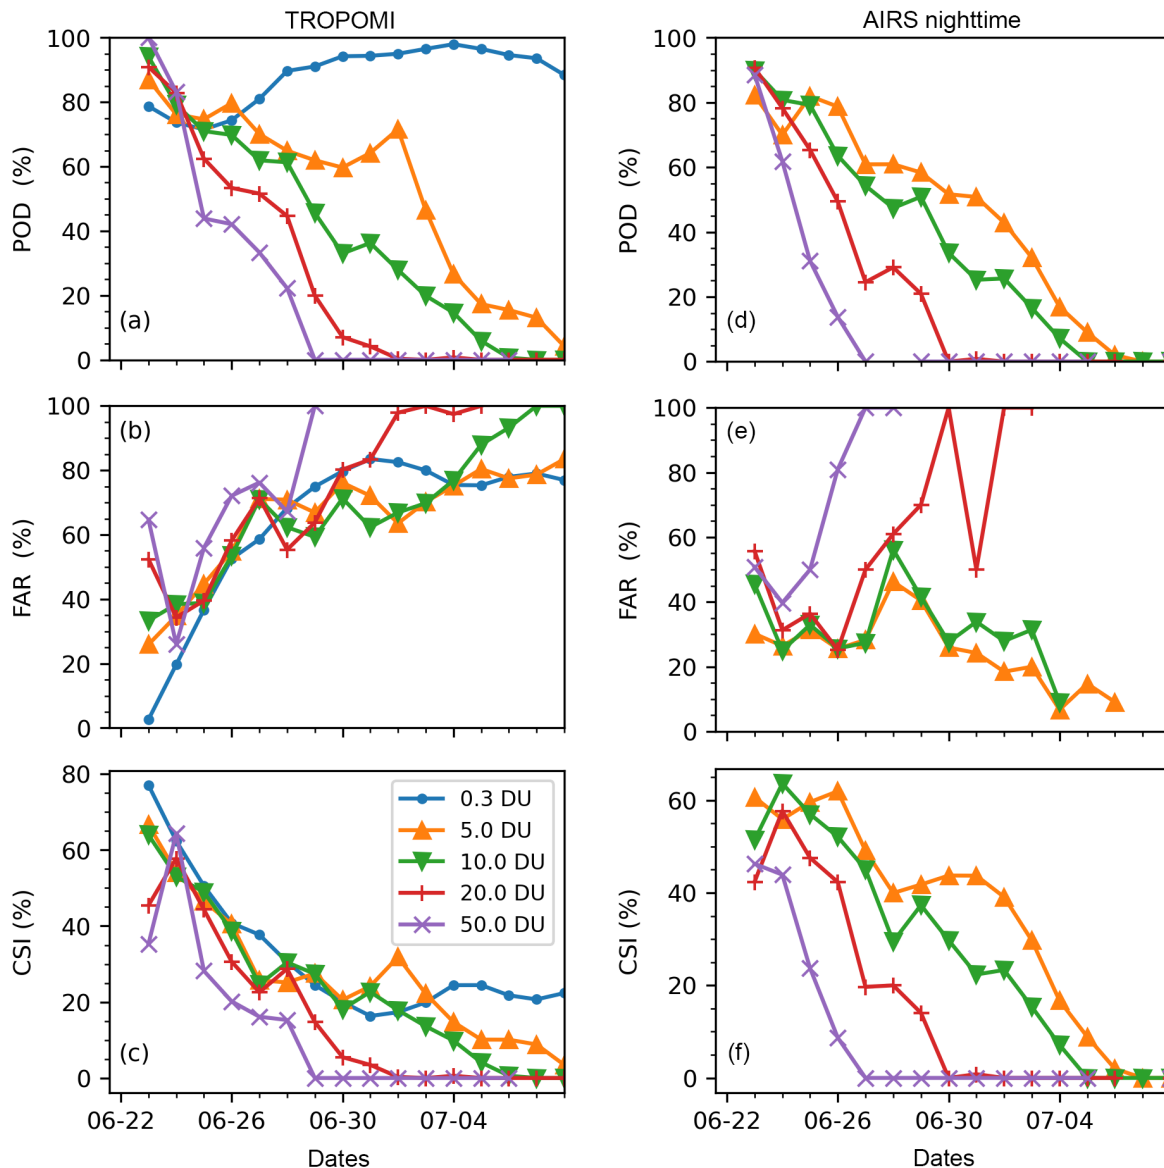 TROPOMI
AIRS nighttime
100
80
60
40
20
0
POD (%)
(a)
100
80
60
40
20
0
POD (%)
(d)
100
80
60
40
20
0
FAR (%)
(b)
100
80
60
40
20
0
FAR (%)
(e)
80
60
40
20
0
CSI (%)
(c)
0.3 DU
5.0 DU
10.0 DU
20.0 DU
50.0 DU
06-22 06-26 06-30 07-04
Dates
60
40
20
0
CSI (%)
(f)
06-22 06-26 06-30 07-04
Dates